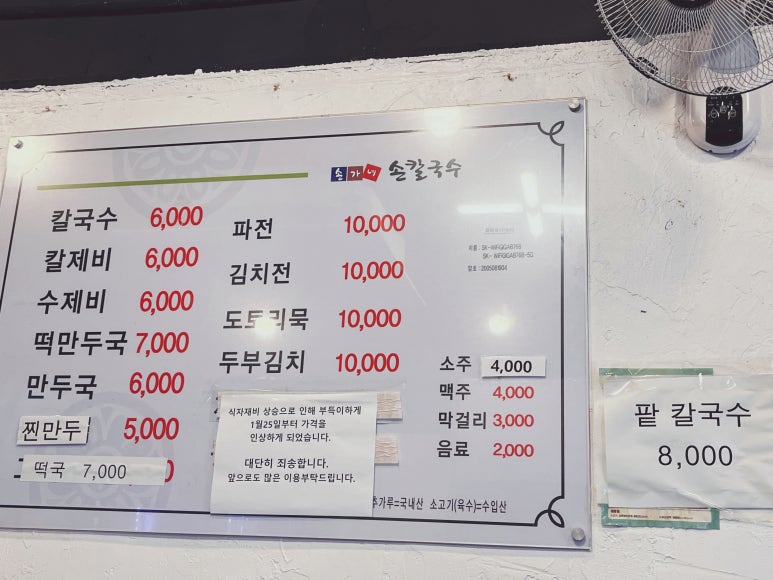 손가네 손칼국수
칼국수 6,000
칼제비 6,000
수제비 6,000
떡만두국 7,000
만두국 6,000
찐만두 5,000
떡국 7,000
파전 10,000
김치전 10,000
도토리묵 10,000
두부김치 10,000
식자재비 상승으로 인해 부득이하게
1월25일부터 가격을
인상하게 되었습니다.
대단히 죄송합니다.
앞으로도 많은 이용부탁드립니다.
소주 4,000
맥주 4,000
막걸리 3,000
음료 2,000
추가루=국내산 소고기(육수)=수입산
팥 칼국수
8,000